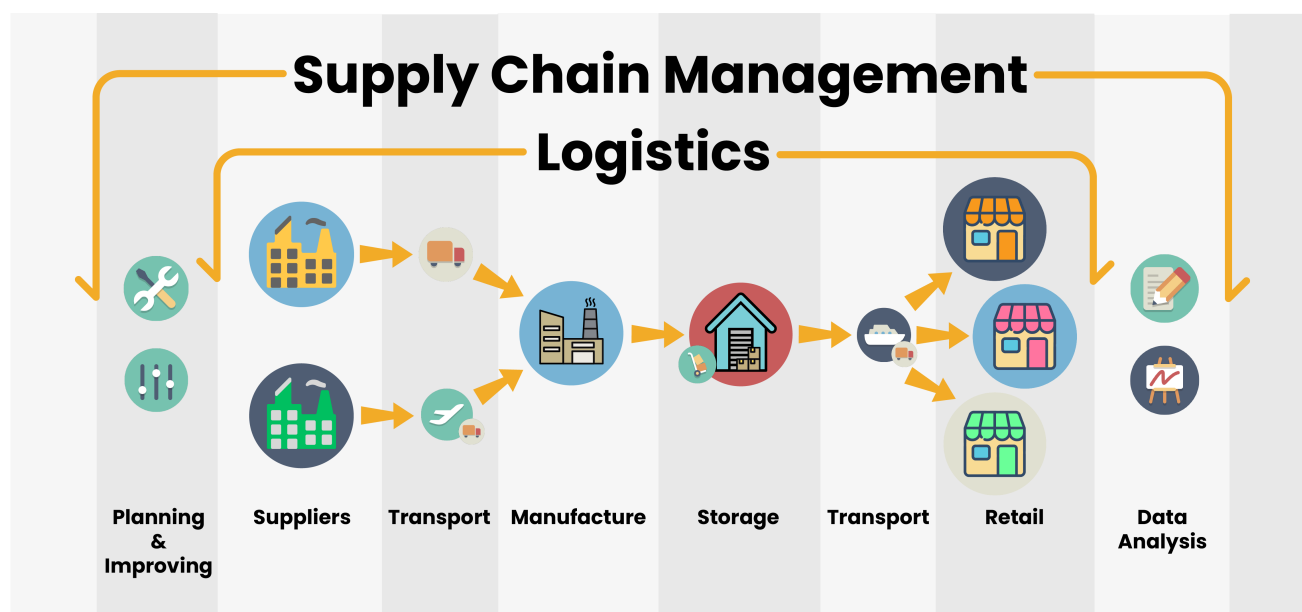 Supply Chain Management
Logistics
Planning
&
Improving
Suppliers
Transport
Manufacture
Storage
Transport
Retail
Data
Analysis